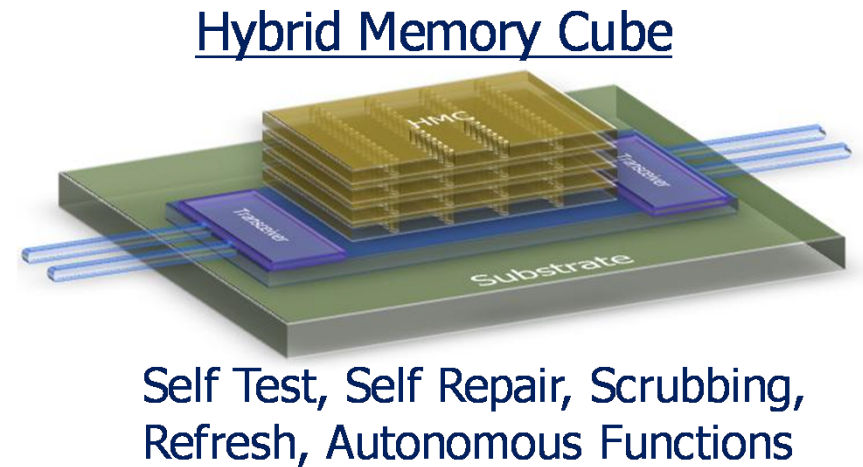 Hybrid Memory Cube
HMC
Transceiver
Transceiver
Substrate
Self Test, Self Repair, Scrubbing,
Refresh, Autonomous Functions